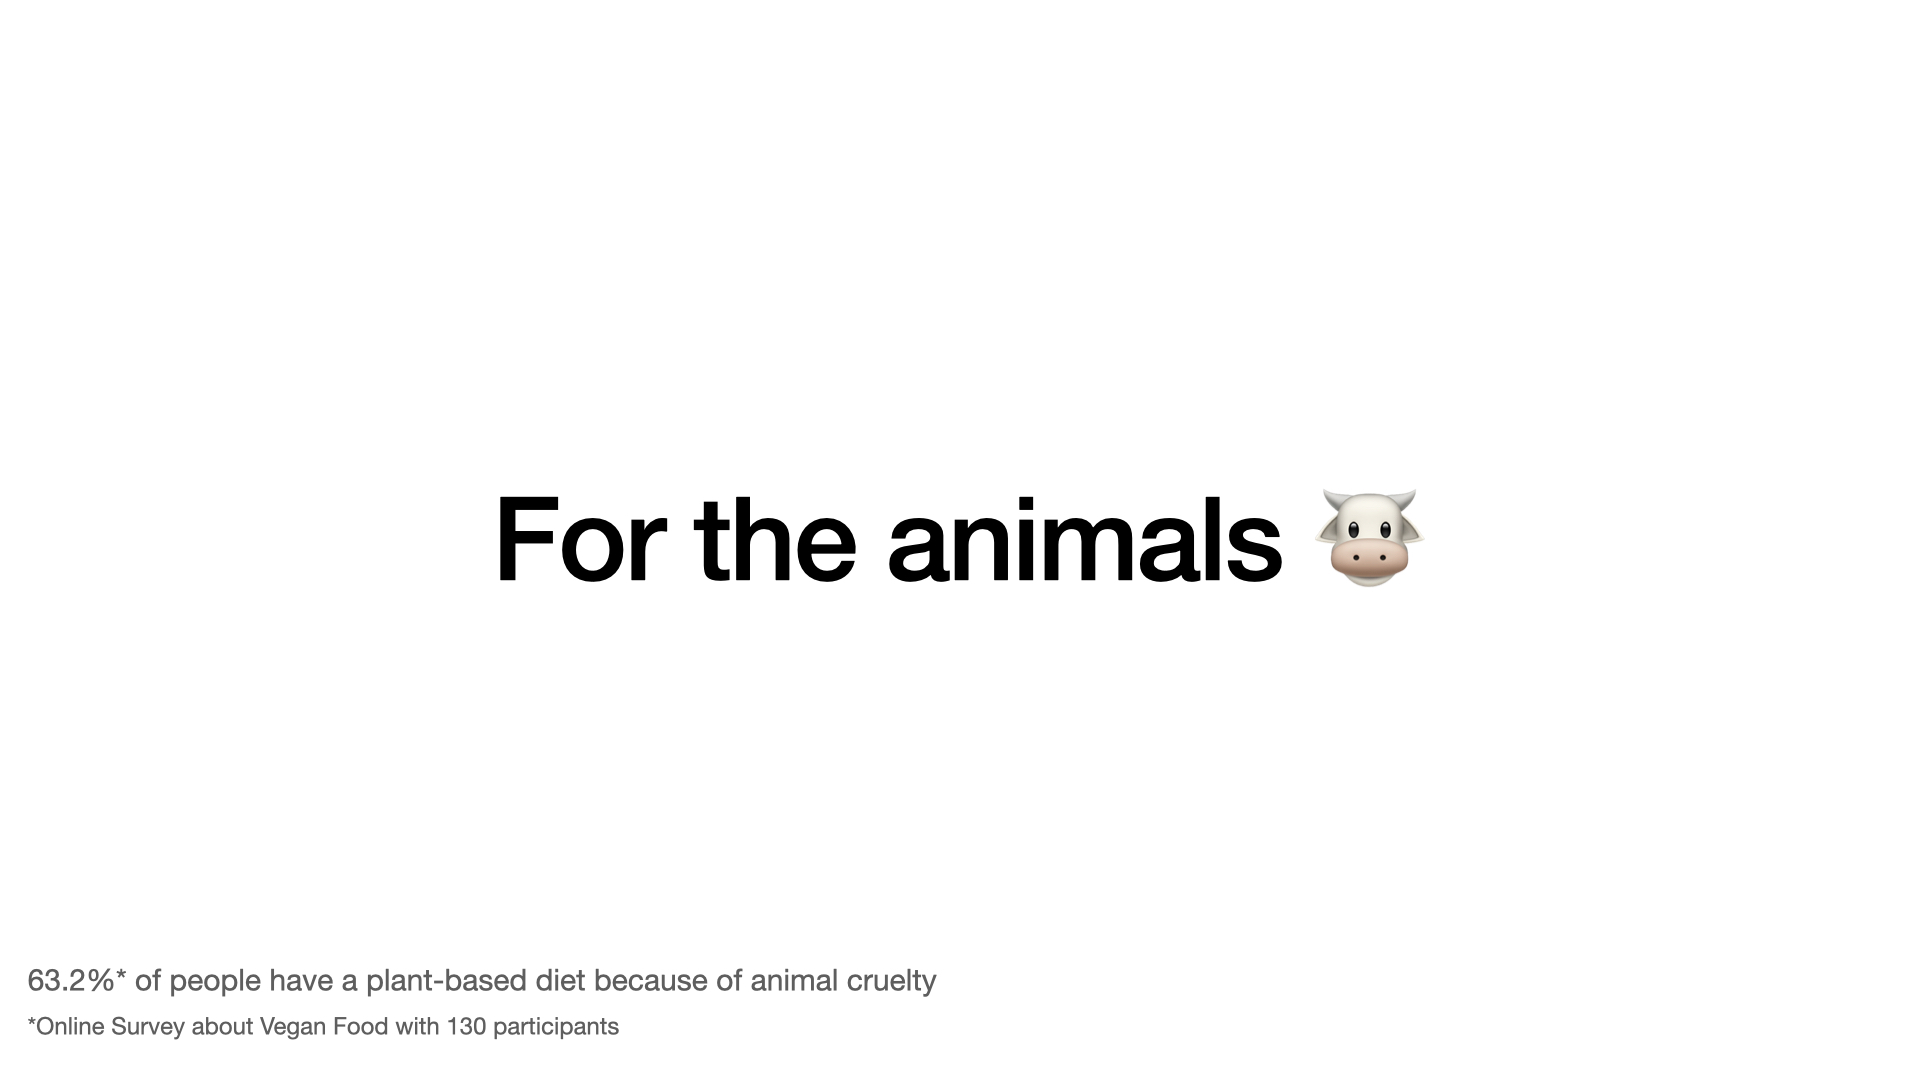 For the animals 🐮
63.2%* of people have a plant-based diet because of animal cruelty
*Online Survey about Vegan Food with 130 participants